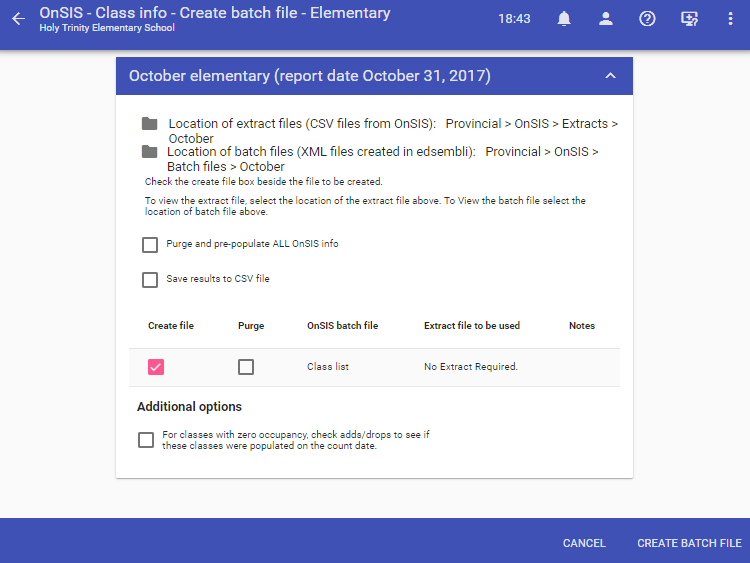 OnSIS - Class info - Create batch file - Elementary
Holy Trinity Elementary School
18:43
October elementary (report date October 31, 2017)
Location of extract files (CSV files from OnSIS): Provincial > OnSIS > Extracts >
October
Location of batch files (XML files created in edsembli): Provincial > OnSIS >
Batch files > October
Check the create file box beside the file to be created.
To view the extract file, select the location of the extract file above. To View the batch file select the
location of batch file above.
Purge and pre-populate ALL OnSIS info
Save results to CSV file
Create file Purge OnSIS batch file Extract file to be used Notes
Class list No Extract Required.
Additional options
For classes with zero occupancy, check adds/drops to see if
these classes were populated on the count date.
CANCEL CREATE BATCH FILE